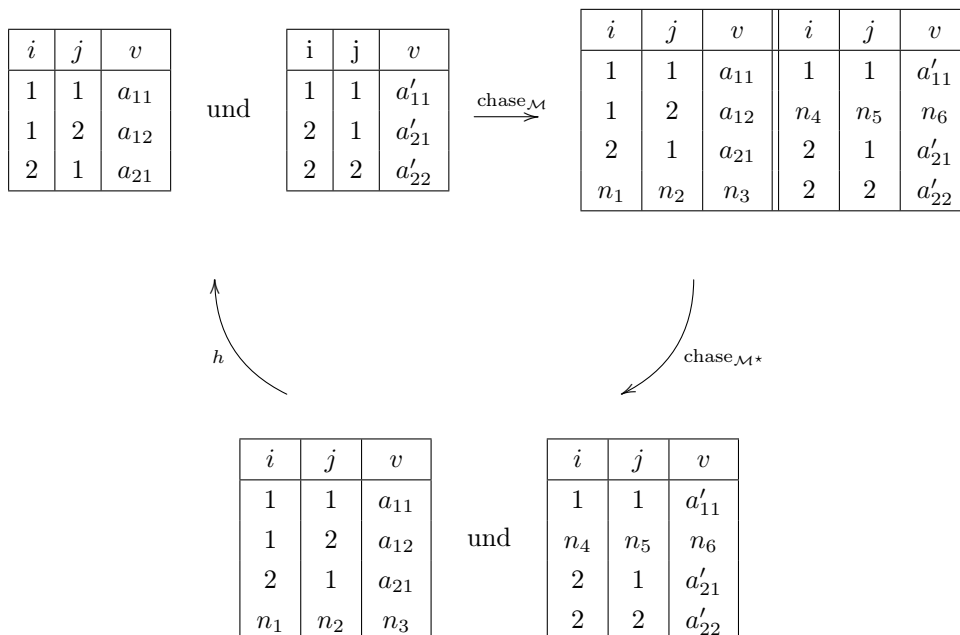 i j v
1 1 a₁₁
1 2 a₁₂
2 1 a₂₁
und
i j v
1 1 a′₁₁
2 1 a′₂₁
2 2 a′₂₂
chase_ℳ
i j v i j v
1 1 a₁₁ 1 1 a′₁₁
1 2 a₁₂ n₄ n₅ n₆
2 1 a₂₁ 2 1 a′₂₁
n₁ n₂ n₃ 2 2 a′₂₂
h
chase_ℳ⋆
i j v
1 1 a₁₁
1 2 a₁₂
2 1 a₂₁
n₁ n₂ n₃
und
i j v
1 1 a′₁₁
n₄ n₅ n₆
2 1 a′₂₁
2 2 a′₂₂